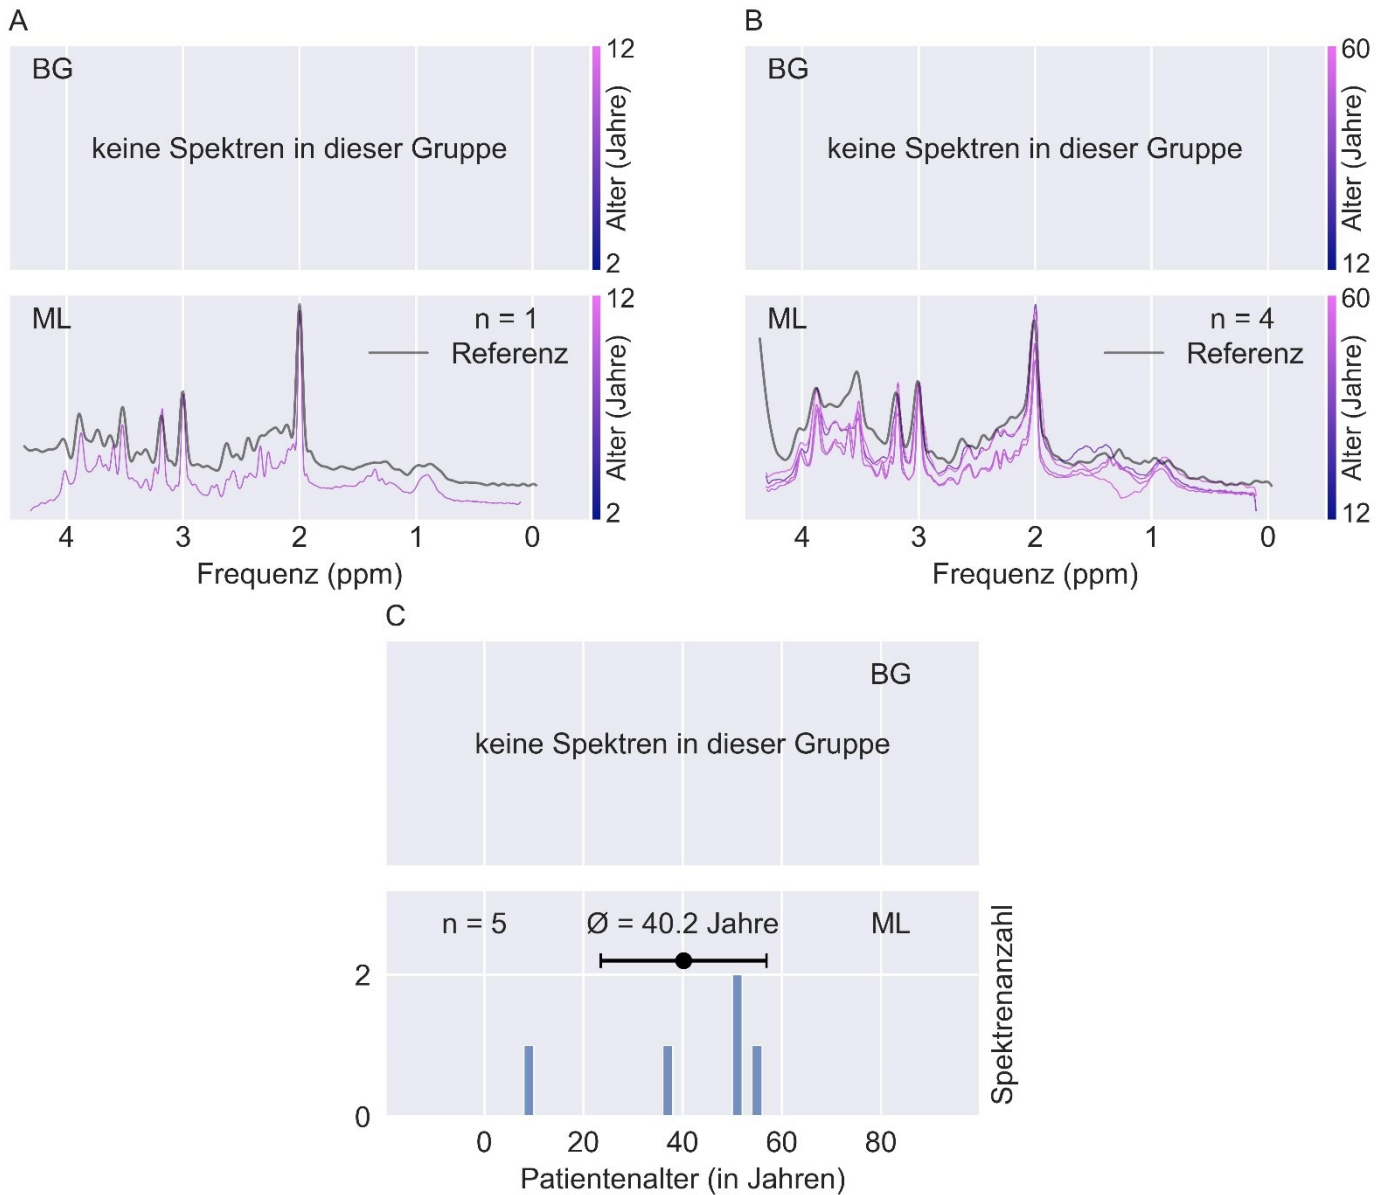 A
BG
keine Spektren in dieser Gruppe
12
Alter (Jahre)
2
ML
n = 1
Referenz
12
Alter (Jahre)
2
4 3 2 1 0
Frequenz (ppm)
B
BG
keine Spektren in dieser Gruppe
60
Alter (Jahre)
12
ML
n = 4
Referenz
60
Alter (Jahre)
12
4 3 2 1 0
Frequenz (ppm)
C
BG
keine Spektren in dieser Gruppe
n = 5 Ø = 40.2 Jahre ML
2
0
Spektrenanzahl
0 20 40 60 80
Patientenalter (in Jahren)